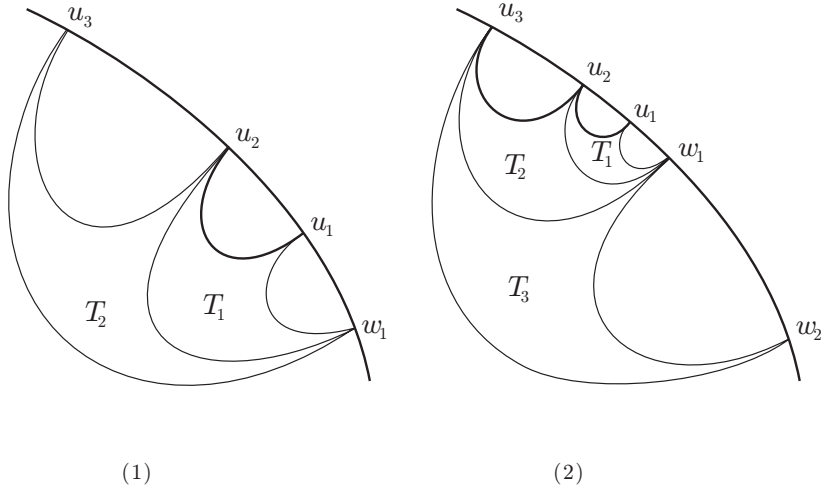 u₃
u₂
u₁
w₁
T₁
T₂
(1)
u₃
u₂
u₁
w₁
T₁
T₂
T₃
w₂
(2)